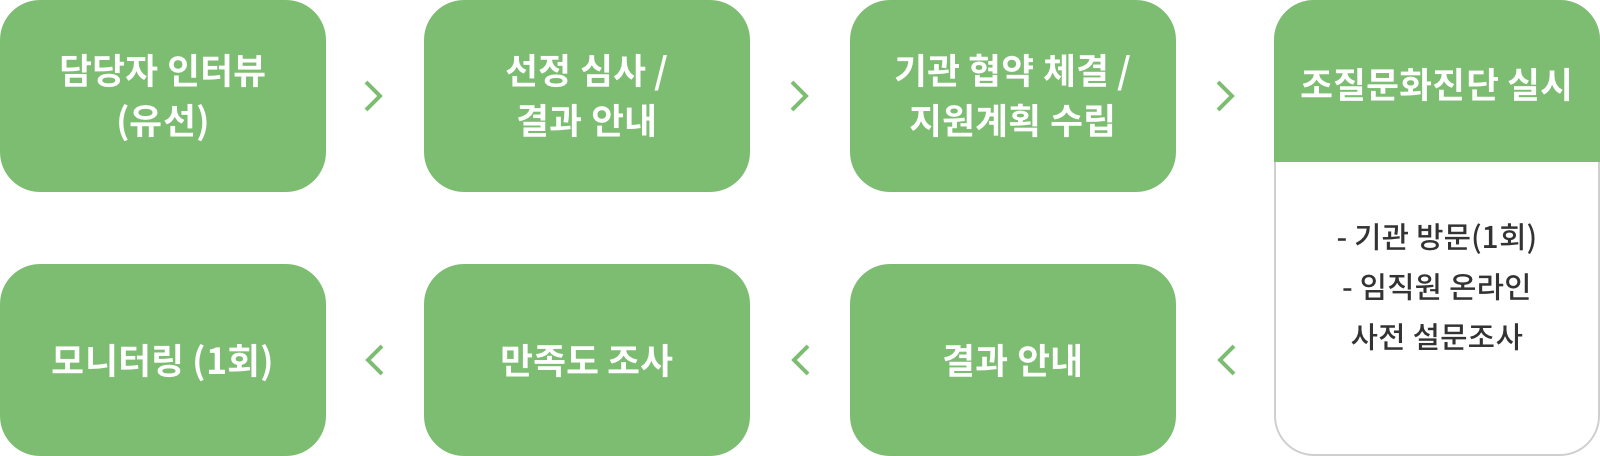 담당자 인터뷰
(유선)
선정 심사 /
결과 안내
기관 협약 체결 /
지원계획 수립
조질문화진단 실시
- 기관 방문(1회)
- 임직원 온라인
사전 설문조사
결과 안내
만족도 조사
모니터링 (1회)